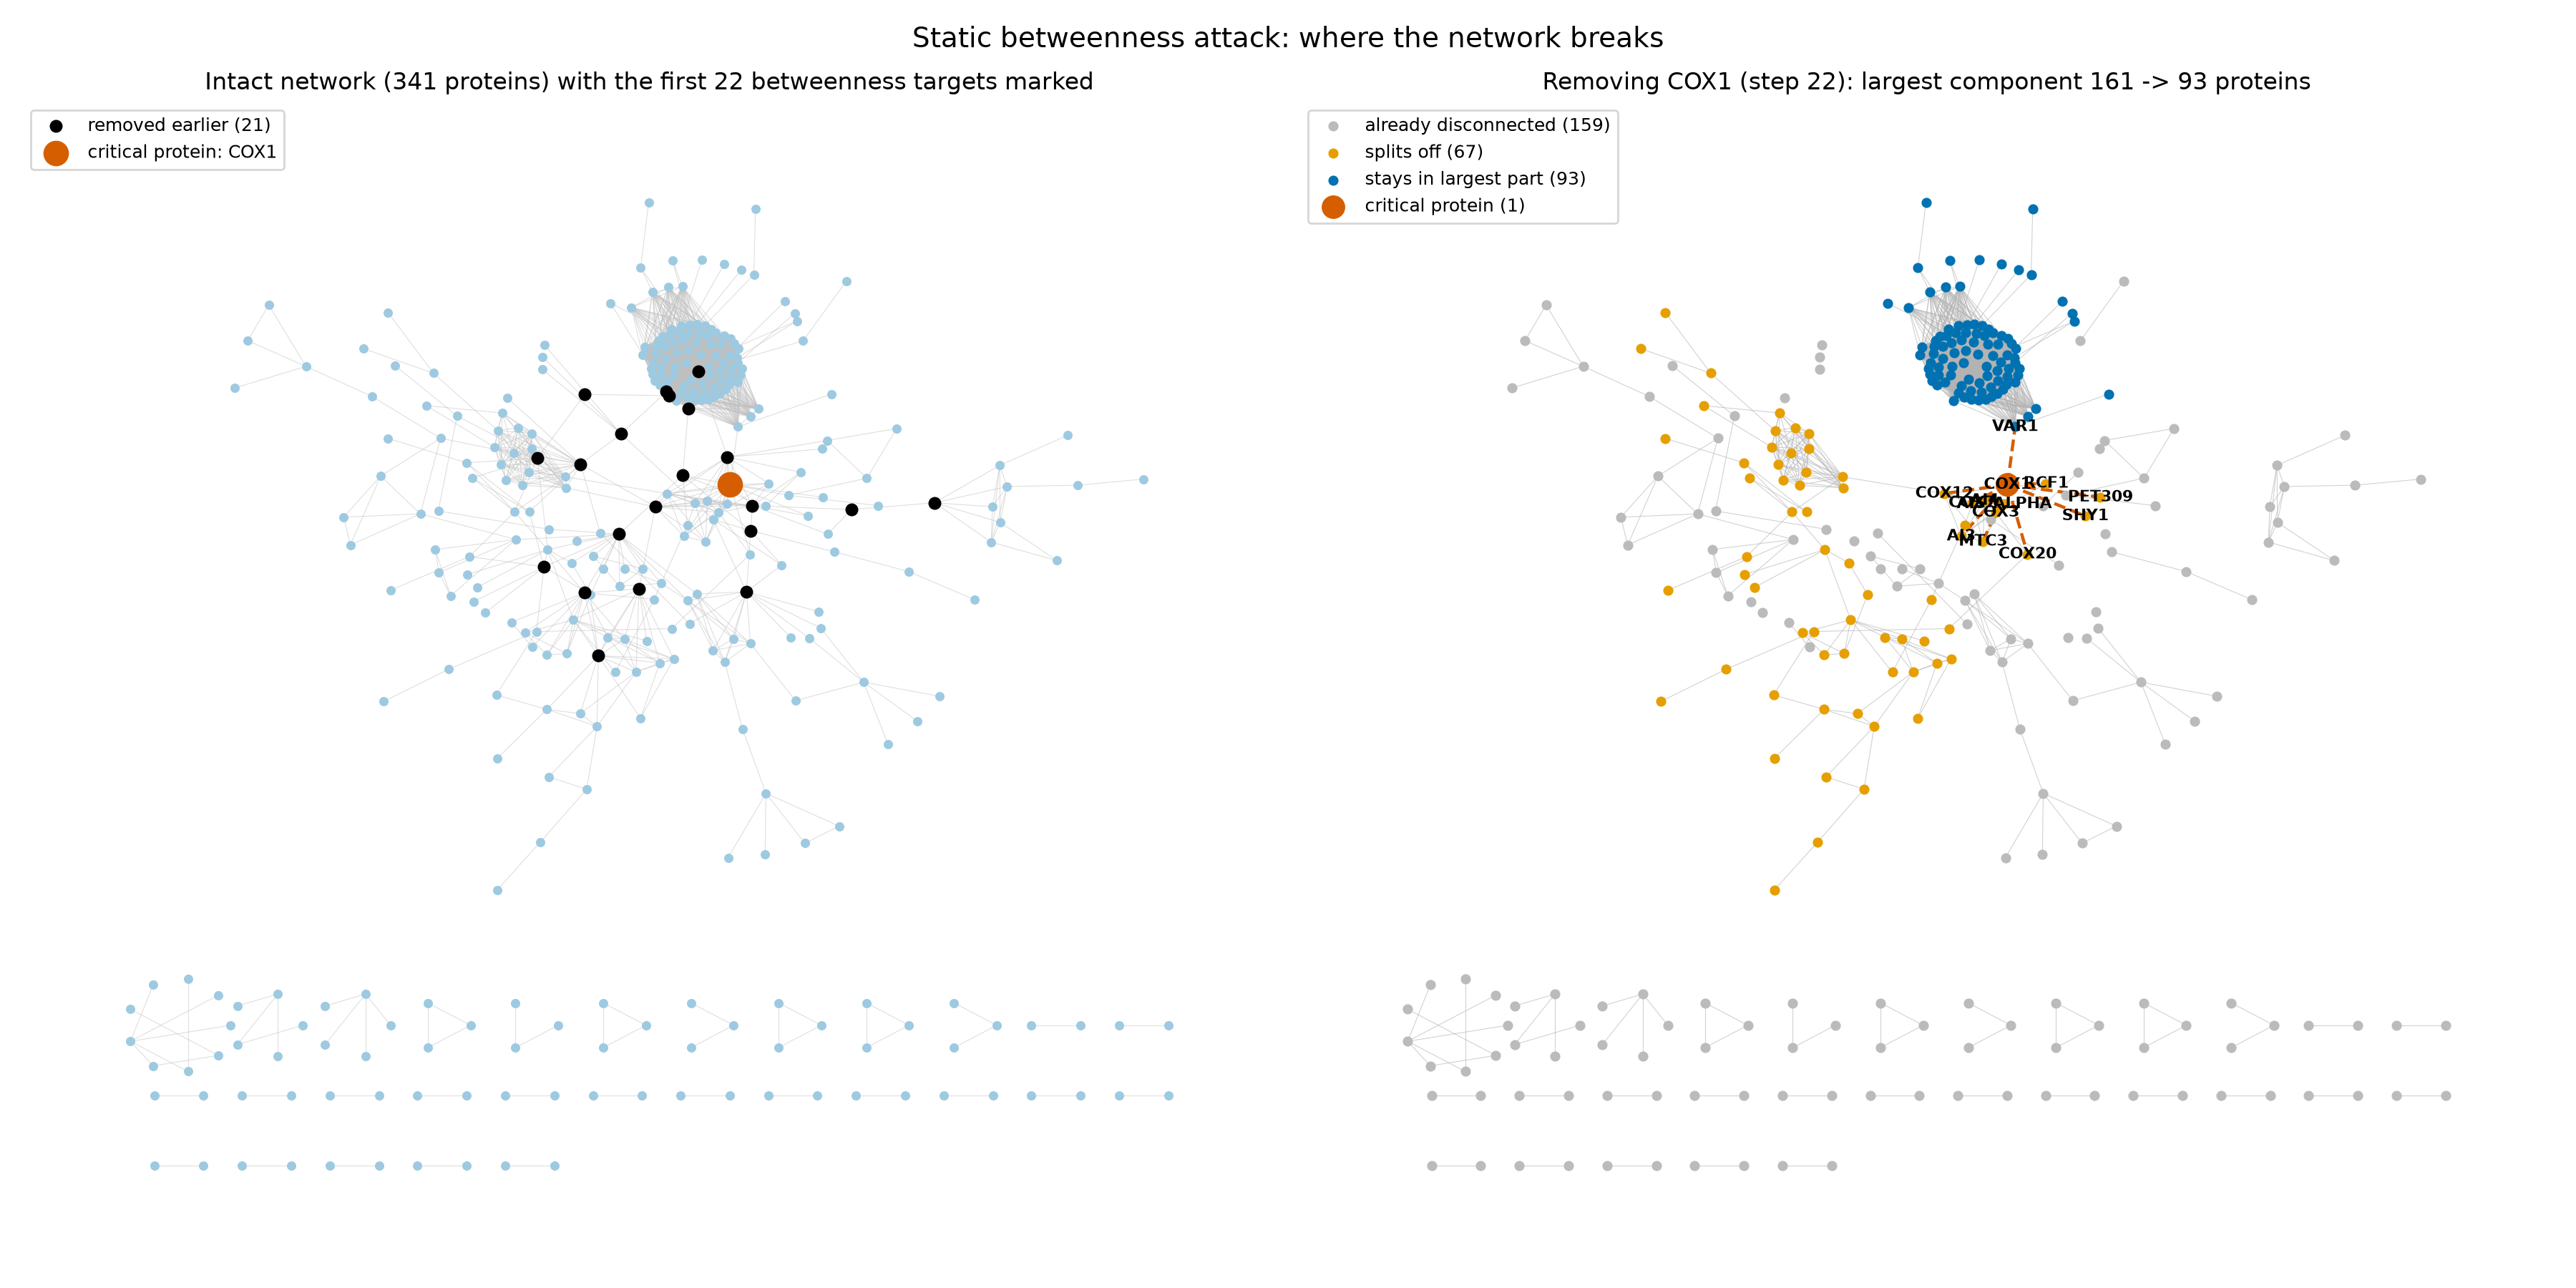 Static betweenness attack: where the network breaks
Intact network (341 proteins) with the first 22 betweenness targets marked
removed earlier (21)
critical protein: COX1
Removing COX1 (step 22): largest component 161 -> 93 proteins
already disconnected (159)
splits off (67)
stays in largest part (93)
critical protein (1)
VAR1
COX1
RCF1
COX12
PET309
COX3
SHY1
AI3
MTC3
COX20